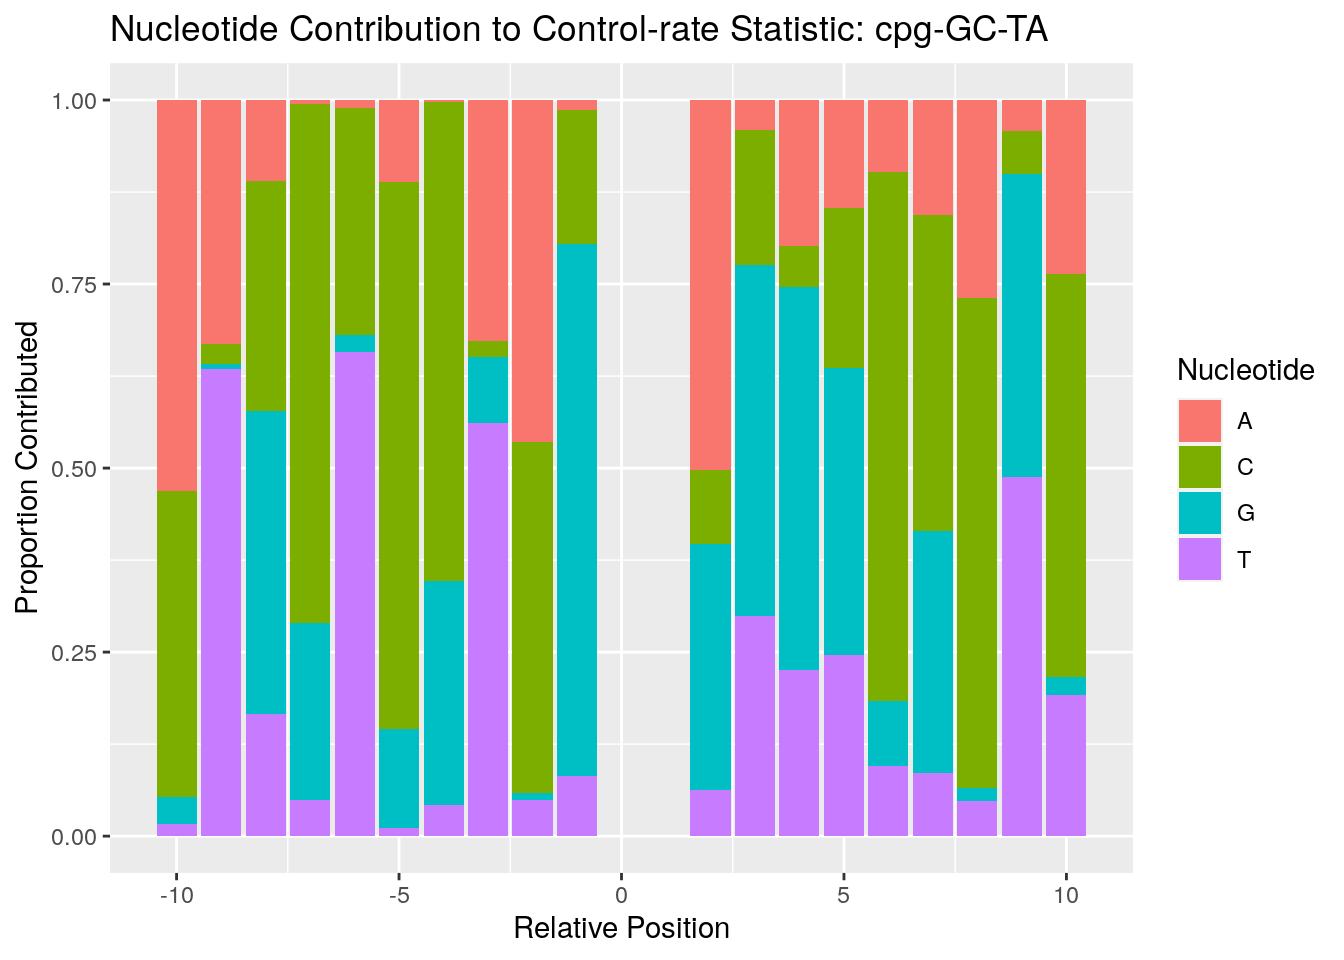 Nucleotide Contribution to Control-rate Statistic: cpg-GC-TA
1.00
0.75
0.50
0.25
0.00
Proportion Contributed
-10
-5
0
5
10
Relative Position
Nucleotide
A
C
G
T